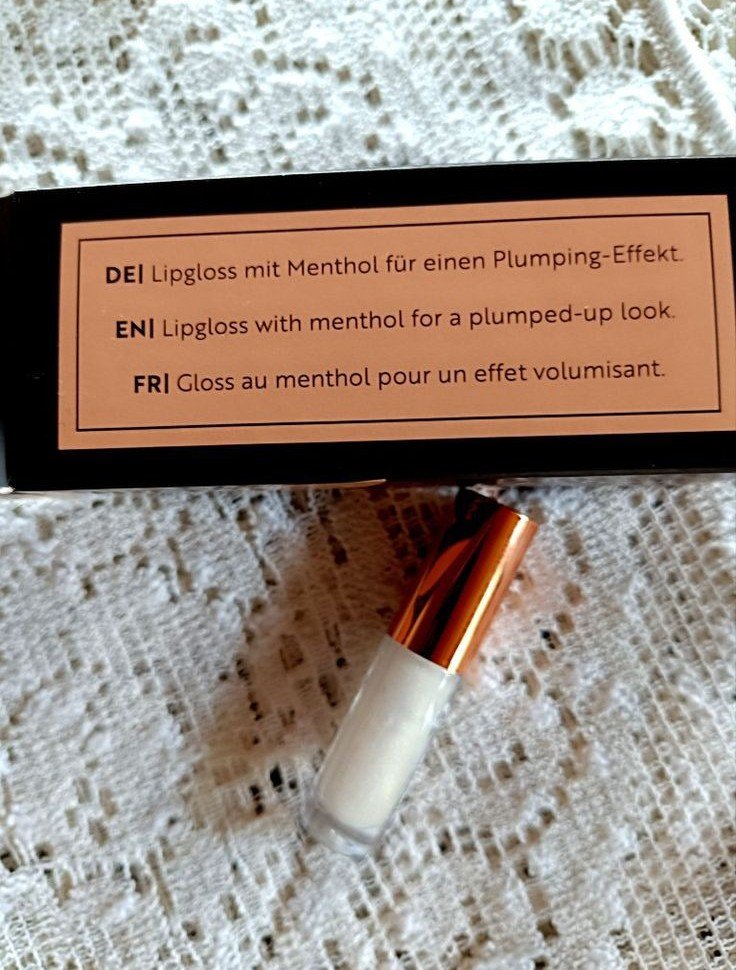 DE| Lipgloss mit Menthol für einen Plumping-Effekt.
EN| Lipgloss with menthol for a plumped-up look.
FR| Gloss au menthol pour un effet volumisant.